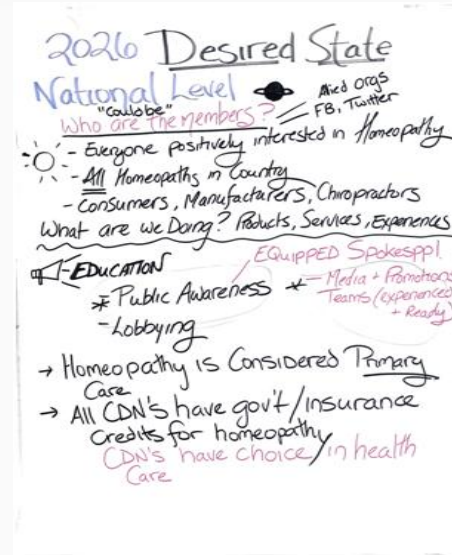 2026 Desired State
National Level
Allied Orgs
FB, Twitter
"Could be"
Who are the members?
- Everyone positively interested in Homeopathy
- All Homeopaths in Country
- Consumers, Manufacturers, Chiropractors
What are we Doing? Products, Services, Experiences
- EDUCATION
EQUIPPED Spokesppl
* Public Awareness
* - Media + Promotions
Teams (experienced
+ Ready)
- Lobbying
→ Homeopathy is Considered Primary
Care
→ All CDN's have gov't/insurance
Credits for homeopathy
CDN's have choice/in health
Care